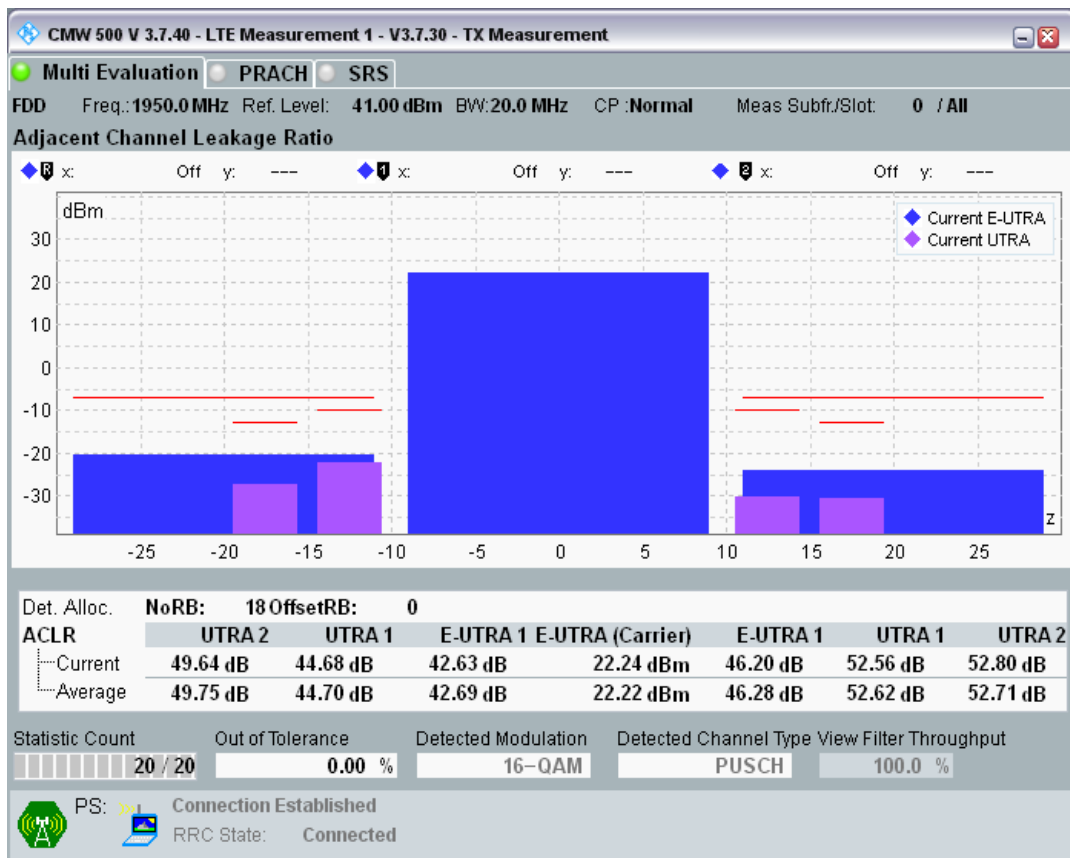 CMW 500 V 3.7.40 - LTE Measurement 1 - V3.7.30 - TX Measurement
Multi Evaluation PRACH SRS
FDD Freq.: 1950.0 MHz Ref. Level: 41.00 dBm BW: 20.0 MHz CP : Normal Meas Subfr./Slot: 0 / All
Adjacent Channel Leakage Ratio
R x: Off y: --- 1 x: Off y: --- 2 x: Off y: ---
dBm
Current E-UTRA
Current UTRA
30
20
10
0
-10
-20
-30
z
-25 -20 -15 -10 -5 0 5 10 15 20 25
Det. Alloc. NoRB: 18 OffsetRB: 0
ACLR UTRA 2 UTRA 1 E-UTRA 1 E-UTRA (Carrier) E-UTRA 1 UTRA 1 UTRA 2
Current 49.64 dB 44.68 dB 42.63 dB 22.24 dBm 46.20 dB 52.56 dB 52.80 dB
Average 49.75 dB 44.70 dB 42.69 dB 22.22 dBm 46.28 dB 52.62 dB 52.71 dB
Statistic Count Out of Tolerance Detected Modulation Detected Channel Type View Filter Throughput
20 / 20 0.00 % 16-QAM PUSCH 100.0 %
PS: Connection Established
RRC State: Connected